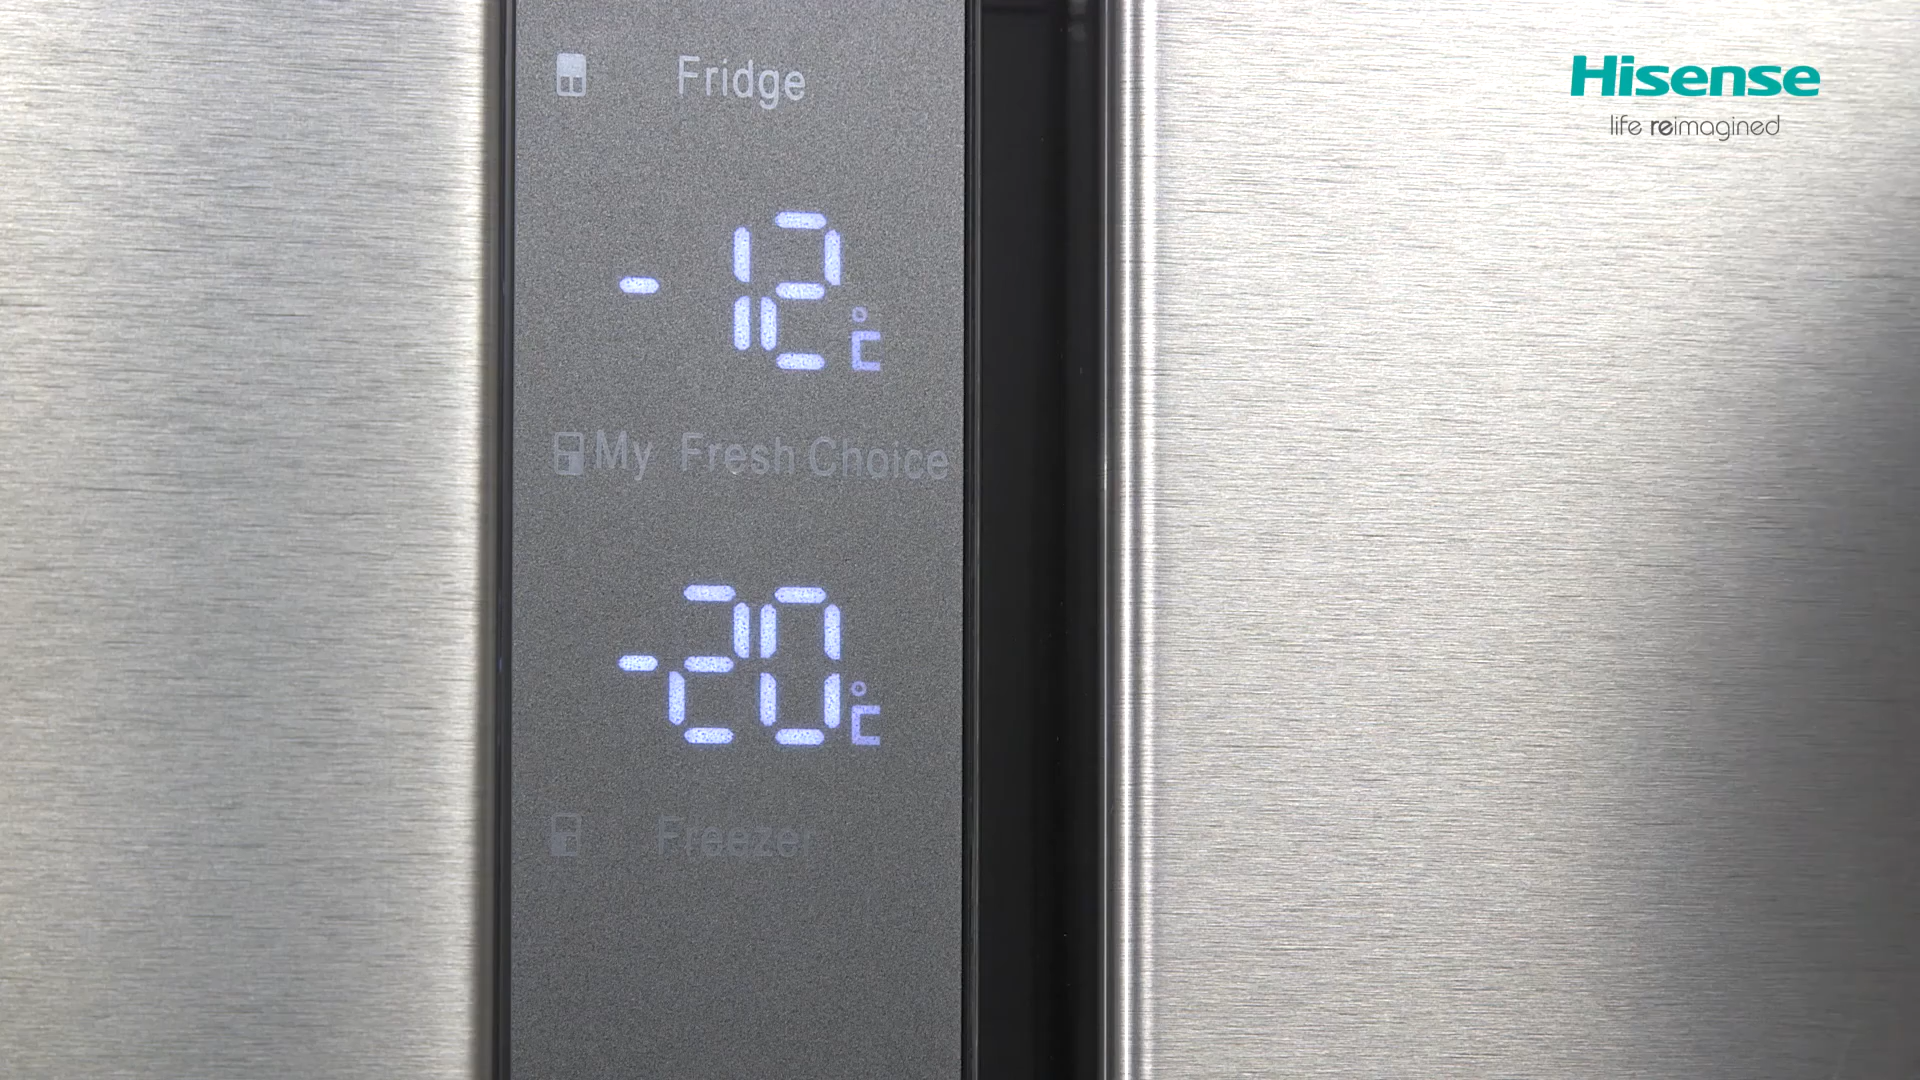 Fridge
Hisense
life reimagined
-12°C
My Fresh Choice
-20°C
Freezer